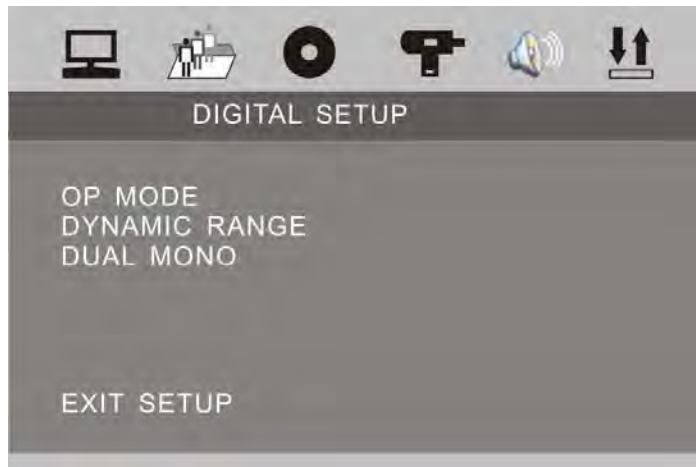 DIGITAL SETUP
OP MODE
DYNAMIC RANGE
DUAL MONO
EXIT SETUP